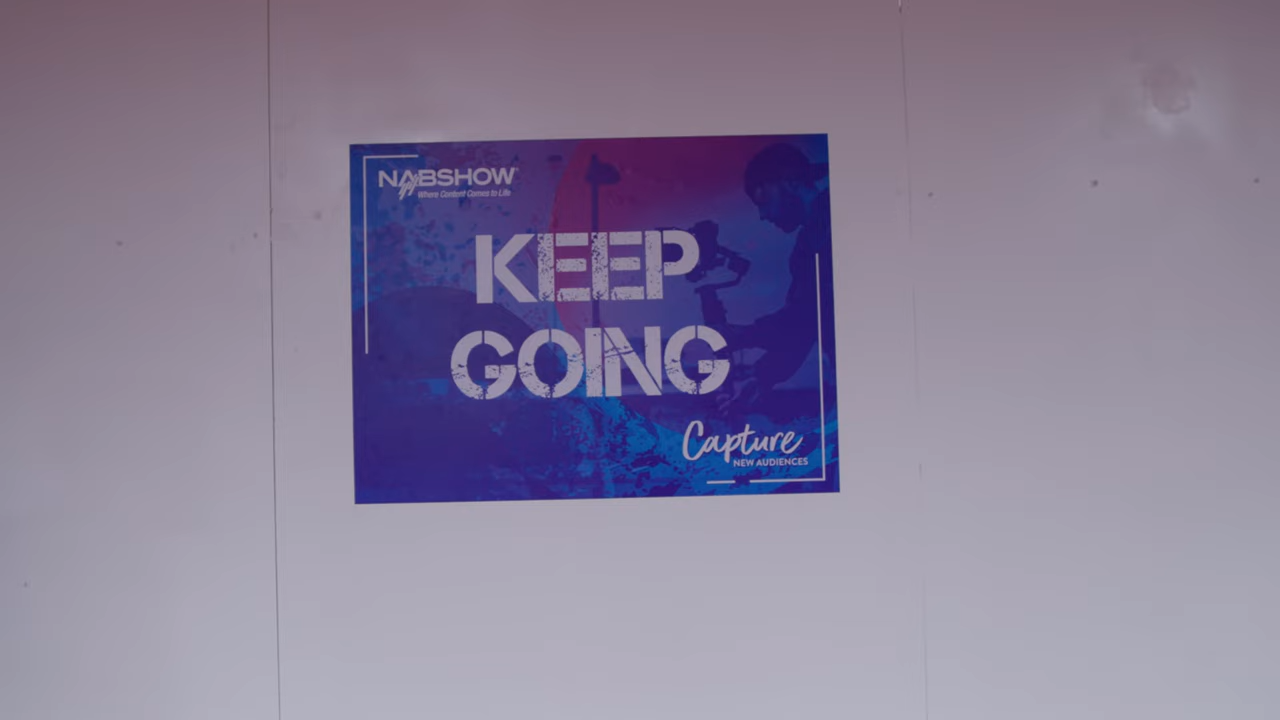 NABSHOW
Where Content Comes to Life
KEEP
GOING
Capture
NEW AUDIENCES